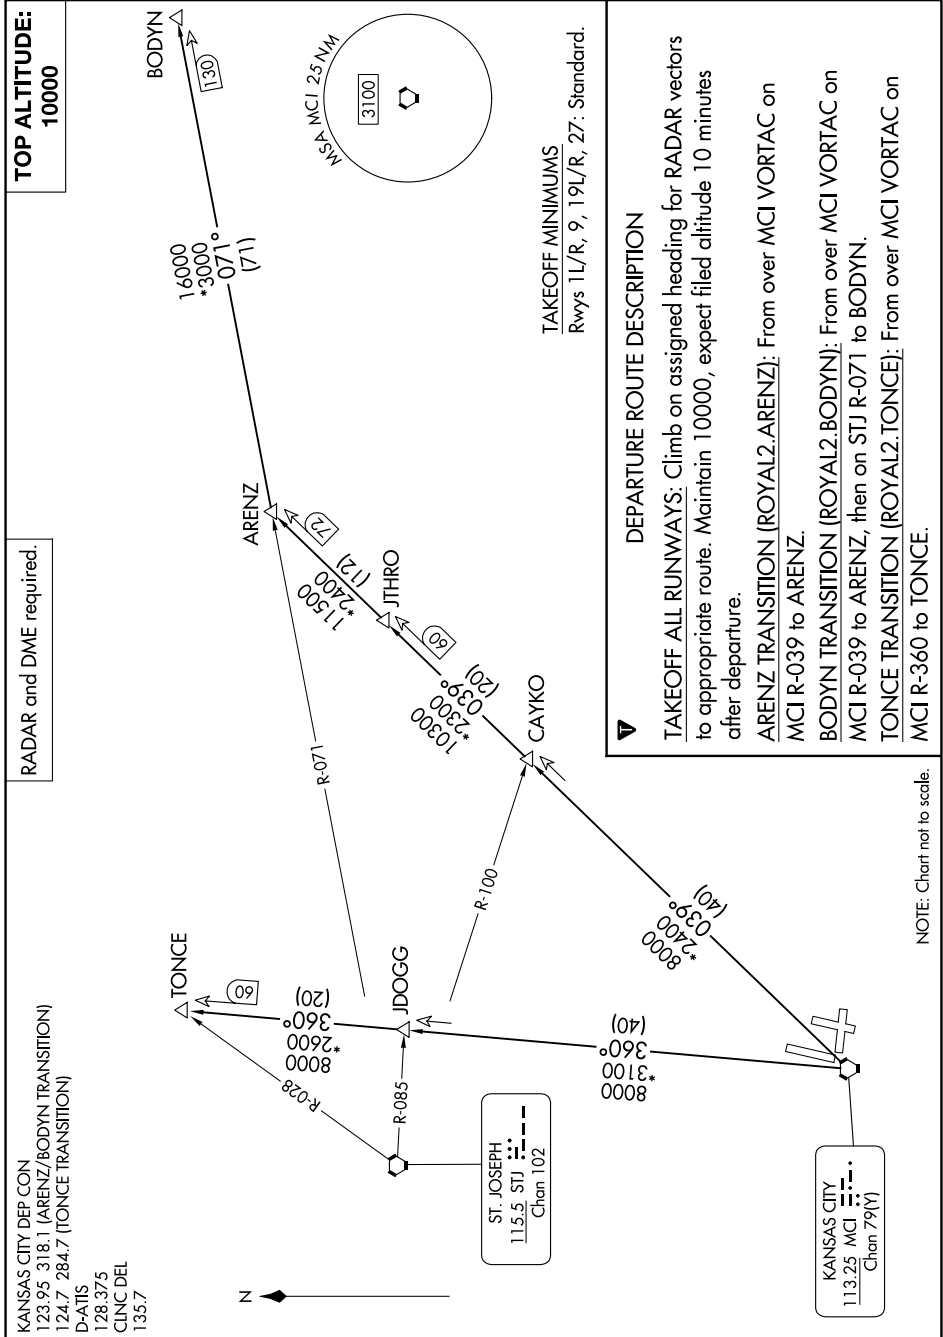 KANSAS CITY DEP CON
123.95 318.1 (ARENZ/BODYN TRANSITION)
124.7 284.7 (TONCE TRANSITION)
D-ATIS
128.375
CLNC DEL
135.7
RADAR and DME required.
TOP ALTITUDE:
10000
N
TONCE
60
8000
*2600
360°
(20)
R-028
JDOGG
R-085
ST. JOSEPH
115.5 STJ
Chan 102
8000
*3100
360°
(40)
KANSAS CITY
113.25 MCI
Chan 79(Y)
8000
*2400
039°
(40)
R-100
CAYKO
10300
*2300
039°
(20)
60
JTHRO
11500
*2400
(12)
72
R-071
ARENZ
16000
*3000
071°
(71)
130
BODYN
MSA MCI 25 NM
3100
TAKEOFF MINIMUMS
Rwys 1L/R, 9, 19L/R, 27: Standard.
NOTE: Chart not to scale.
T
DEPARTURE ROUTE DESCRIPTION
TAKEOFF ALL RUNWAYS: Climb on assigned heading for RADAR vectors
to appropriate route. Maintain 10000, expect filed altitude 10 minutes
after departure.
ARENZ TRANSITION (ROYAL2.ARENZ): From over MCI VORTAC on
MCI R-039 to ARENZ.
BODYN TRANSITION (ROYAL2.BODYN): From over MCI VORTAC on
MCI R-039 to ARENZ, then on STJ R-071 to BODYN.
TONCE TRANSITION (ROYAL2.TONCE): From over MCI VORTAC on
MCI R-360 to TONCE.